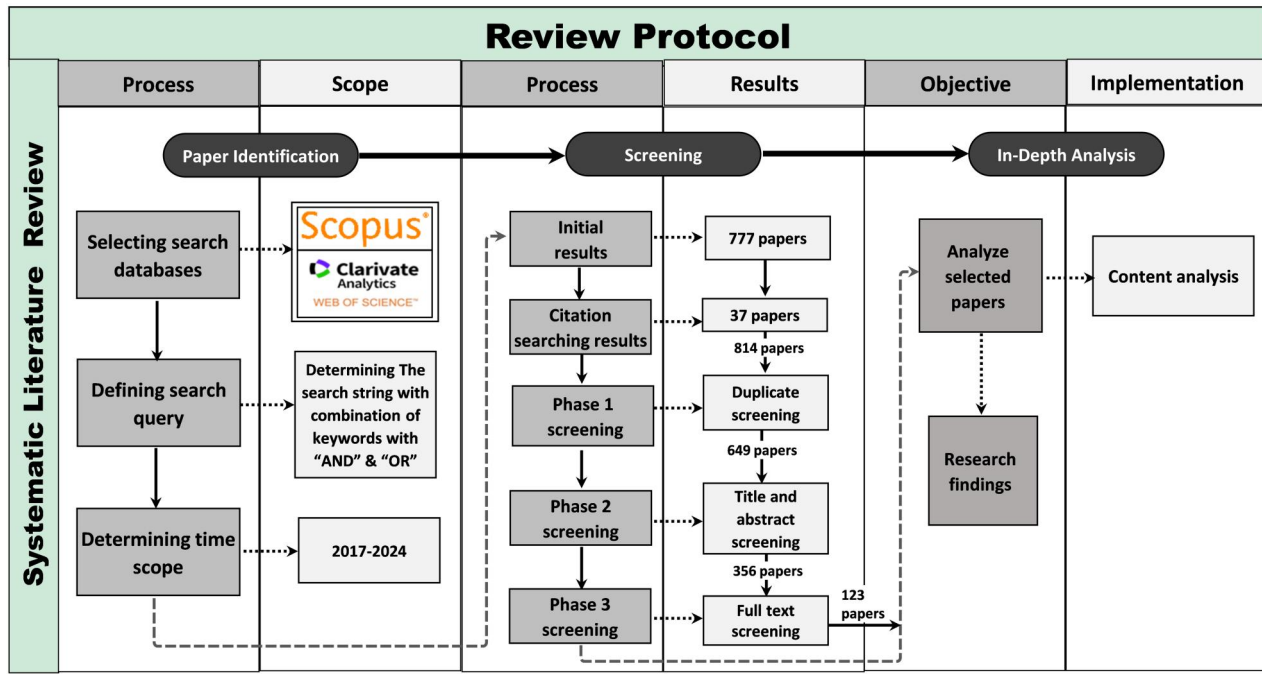 Review Protocol
Systematic Literature Review
Process
Scope
Process
Results
Objective
Implementation
Paper Identification
Screening
In-Depth Analysis
Selecting search
databases
Scopus®
Clarivate
Analytics
WEB OF SCIENCE™
Defining search
query
Determining The
search string with
combination of
keywords with
“AND” & “OR”
Determining time
scope
2017-2024
Initial
results
777 papers
Citation
searching results
37 papers
814 papers
Phase 1
screening
Duplicate
screening
649 papers
Phase 2
screening
Title and
abstract
screening
356 papers
Phase 3
screening
Full text
screening
123
papers
Analyze
selected
papers
Content analysis
Research
findings